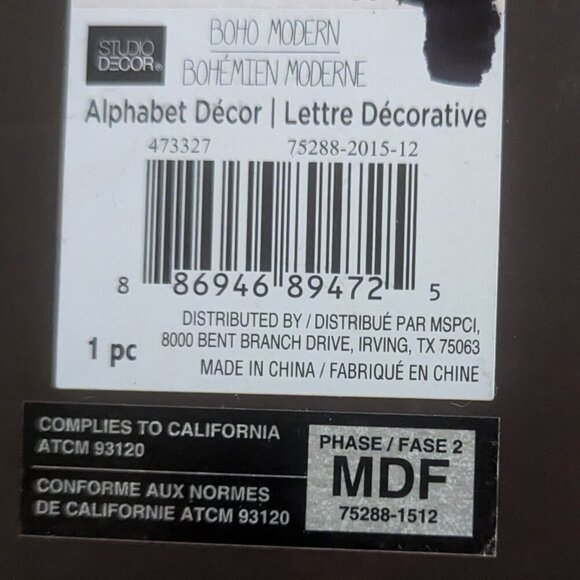 STUDIO
DECOR®
BOHO MODERN
BOHÉMIEN MODERNE
Alphabet Décor | Lettre Décorative
473327 75288-2015-12
8 86946 89472 5
DISTRIBUTED BY / DISTRIBUÉ PAR MSPCI,
8000 BENT BRANCH DRIVE, IRVING, TX 75063
1 pc
MADE IN CHINA / FABRIQUÉ EN CHINE
COMPLIES TO CALIFORNIA
ATCM 93120
CONFORME AUX NORMES
DE CALIFORNIE ATCM 93120
PHASE / FASE 2
MDF
75288-1512